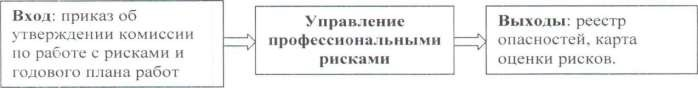 Вход: приказ об
утверждении комиссии
по работе с рисками и
годового плана работ
Управление
профессиональными
рисками
Выходы: реестр
опасностей, карта
оценки рисков.